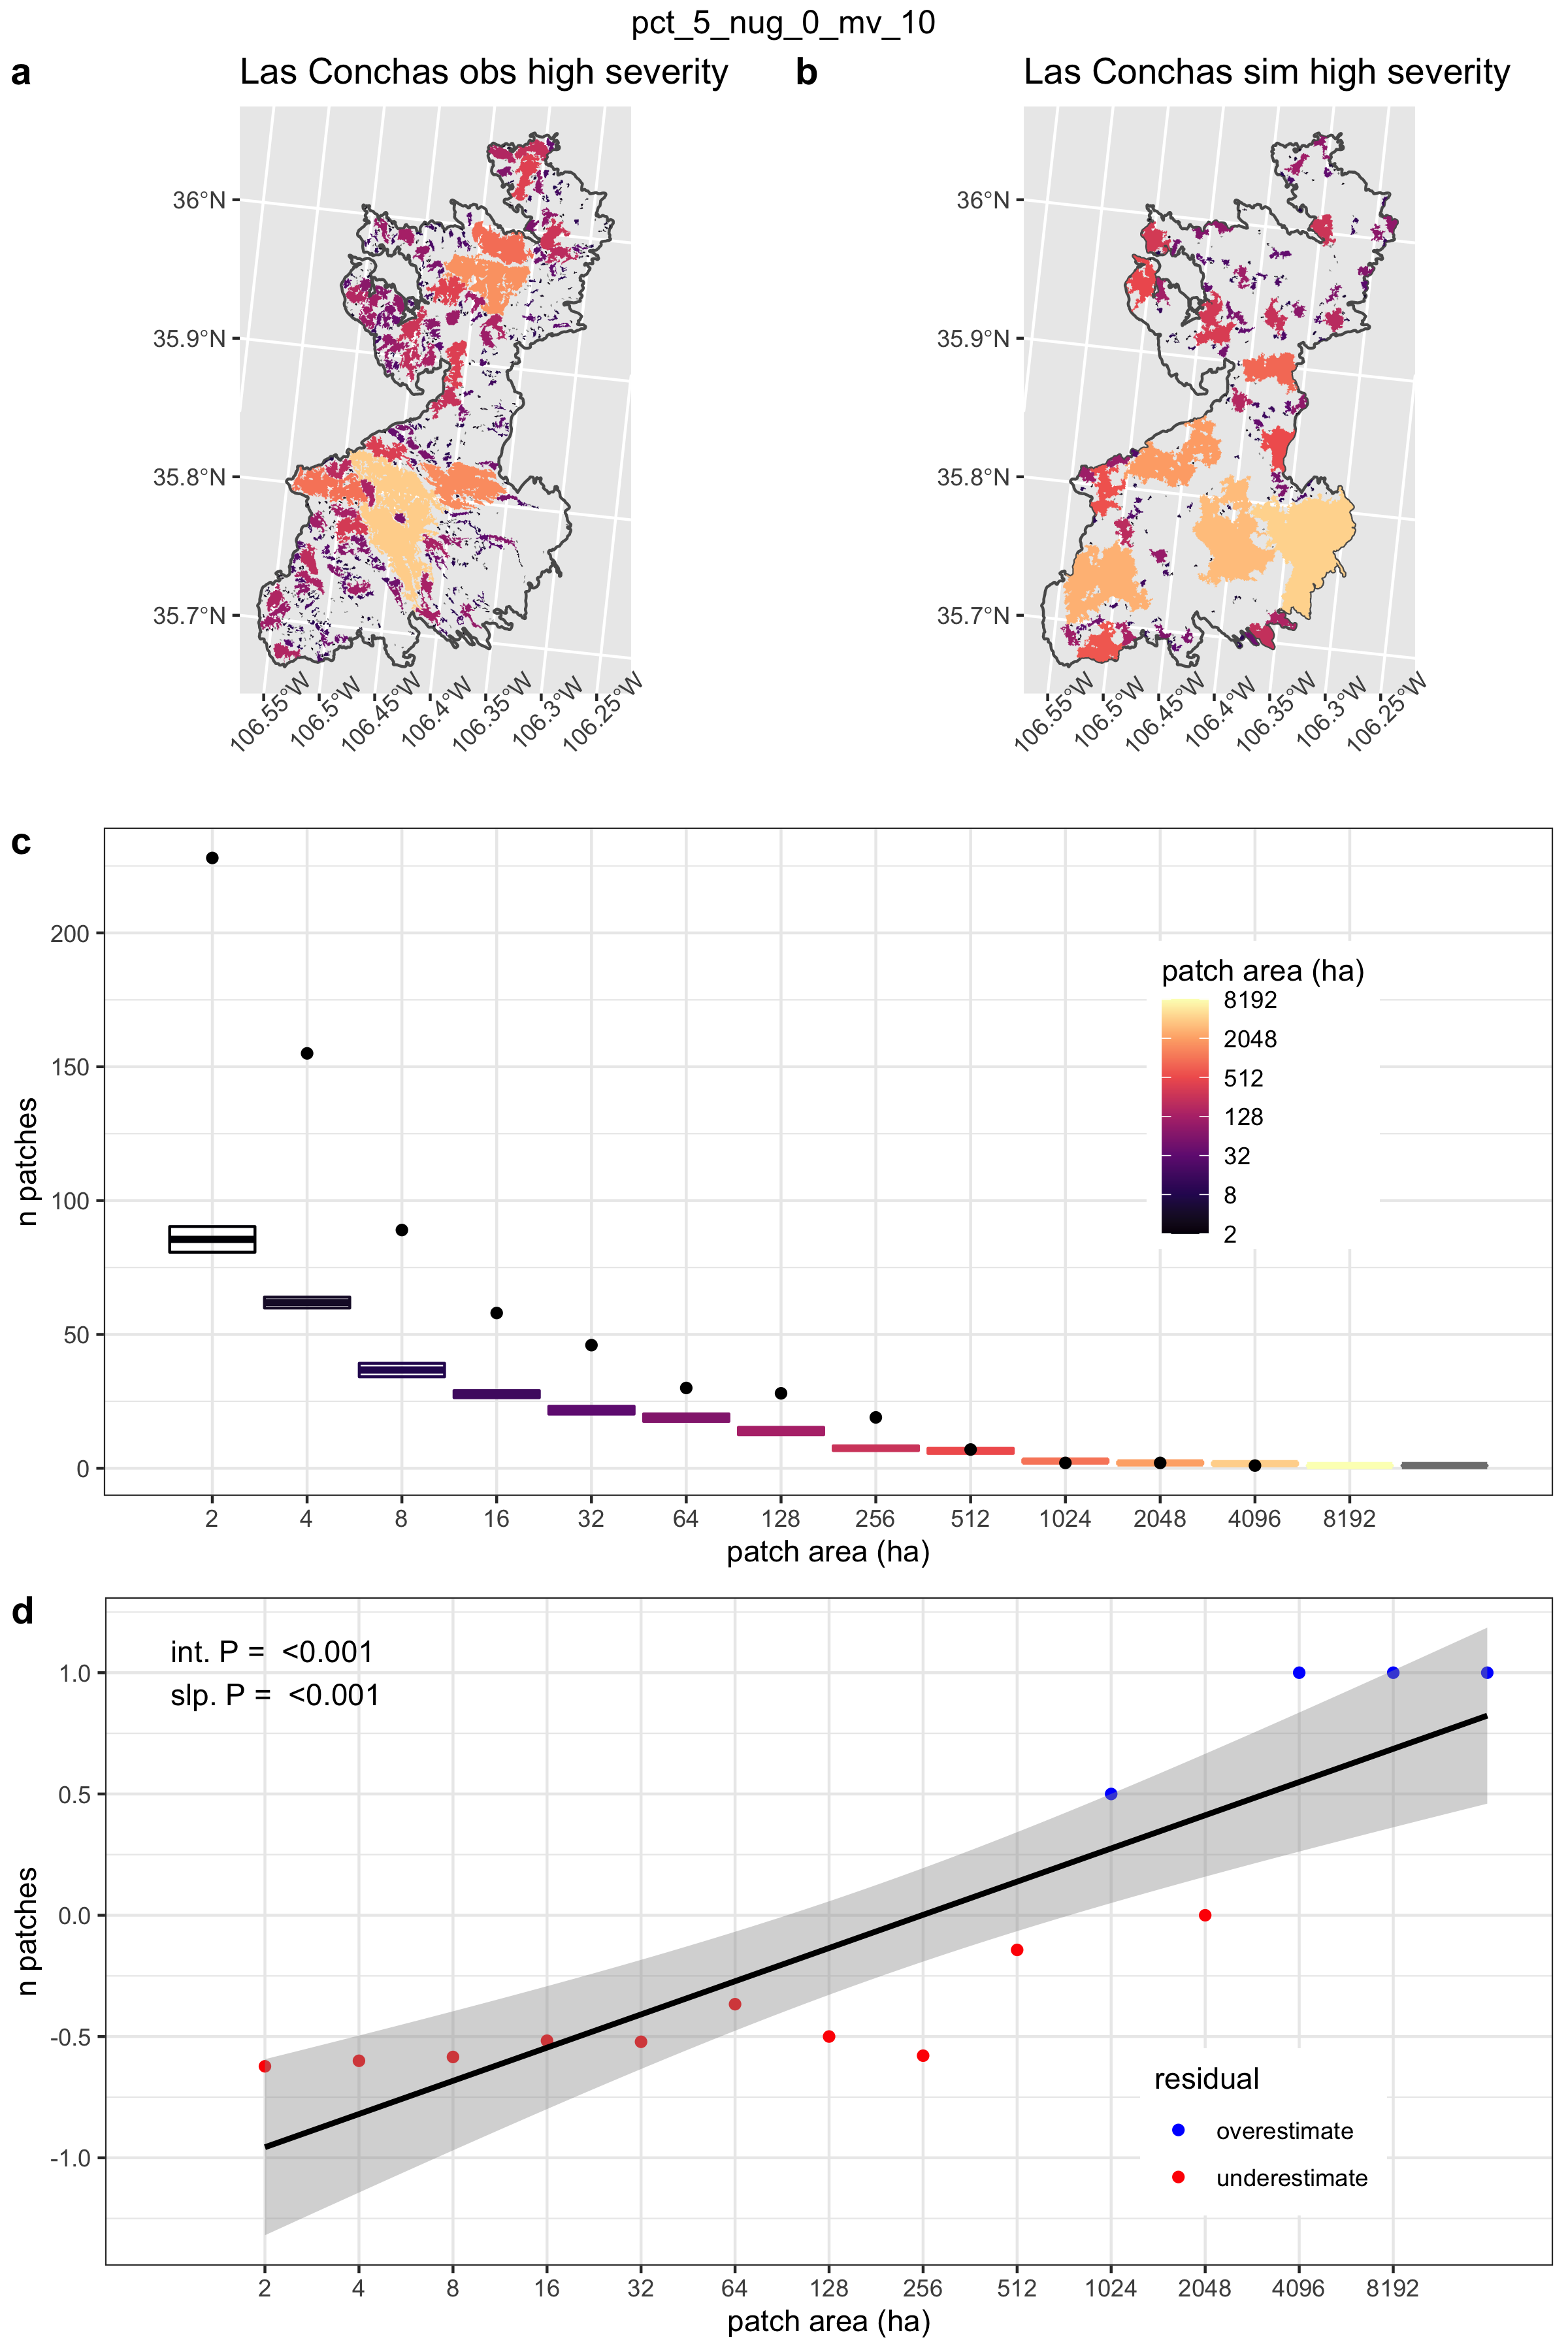 pct_5_nug_0_mv_10
a
Las Conchas obs high severity
b
Las Conchas sim high severity
36°N
35.9°N
35.8°N
35.7°N
106.55°W
106.5°W
106.45°W
106.4°W
106.35°W
106.3°W
106.25°W
36°N
35.9°N
35.8°N
35.7°N
106.55°W
106.5°W
106.45°W
106.4°W
106.35°W
106.3°W
106.25°W
c
n patches
200
150
100
50
0
patch area (ha)
8192
2048
512
128
32
8
2
2 4 8 16 32 64 128 256 512 1024 2048 4096 8192
patch area (ha)
d
int. P = <0.001
slp. P = <0.001
n patches
1.0
0.5
0.0
-0.5
-1.0
residual
overestimate
underestimate
2 4 8 16 32 64 128 256 512 1024 2048 4096 8192
patch area (ha)